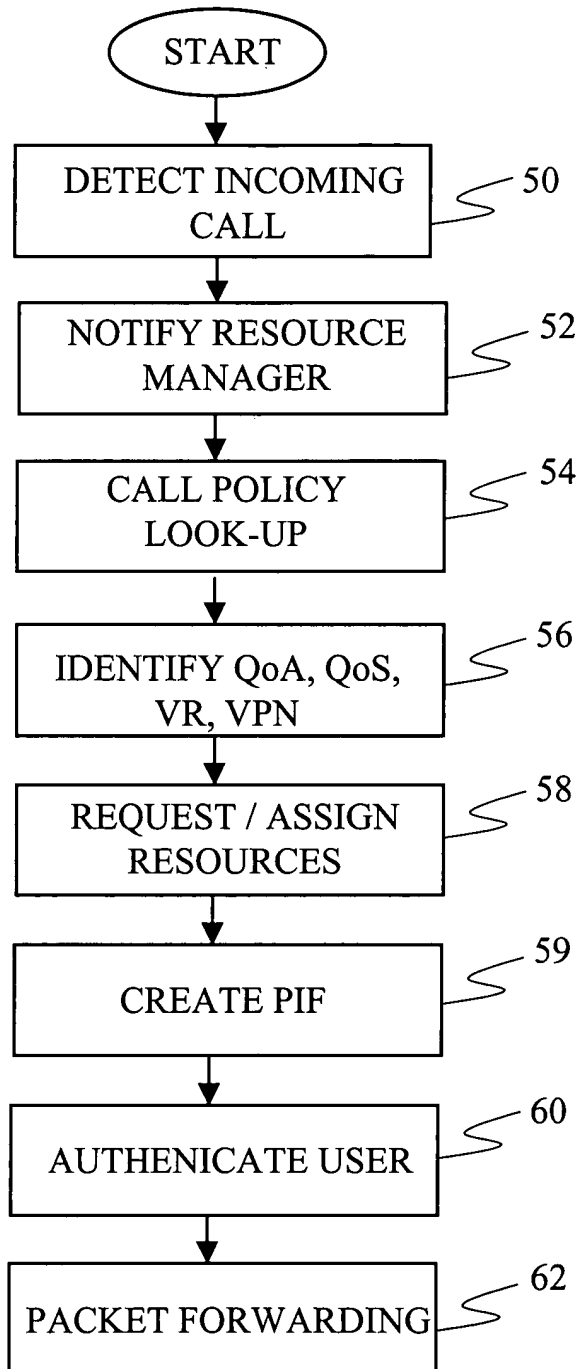 START
DETECT INCOMING
CALL
50
NOTIFY RESOURCE
MANAGER
52
CALL POLICY
LOOK-UP
54
IDENTIFY QoA, QoS,
VR, VPN
56
REQUEST / ASSIGN
RESOURCES
58
CREATE PIF
59
AUTHENICATE USER
60
PACKET FORWARDING
62